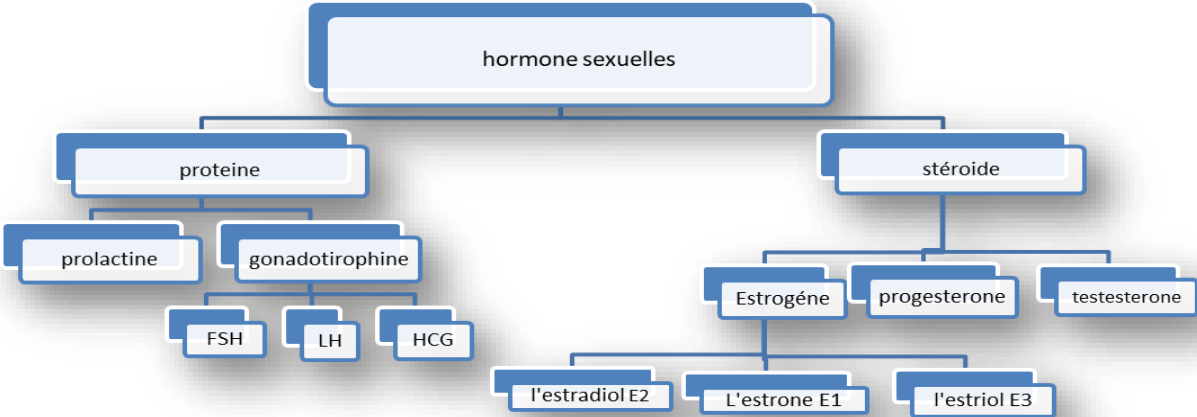 hormone sexuelles
proteine
stéroide
prolactine
gonadotirophine
Estrogéne
progesterone
testesterone
FSH
LH
HCG
l'estradiol E2
L'estrone E1
l'estriol E3